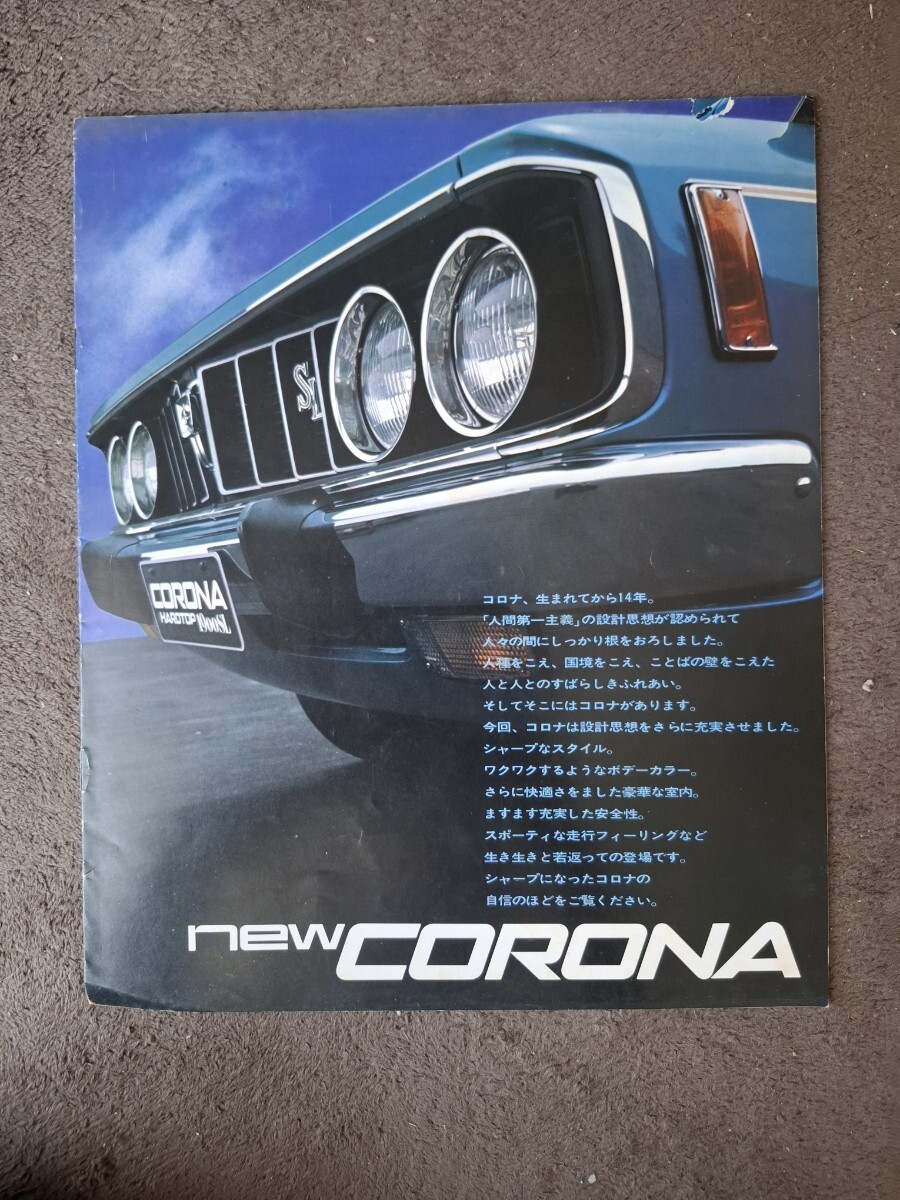 SL
CORONA
HARDTOP 1900SL
コロナ、生まれてから14年。
「人間第一主義」の設計思想が認められて
人々の間にしっかり根をおろしました。
人種をこえ、国境をこえ、ことばの壁をこえた
人と人とのすばらしきふれあい。
そしてそこにはコロナがあります。
今回、コロナは設計思想をさらに充実させました。
シャープなスタイル。
ワクワクするようなボデーカラー。
さらに快適さをました豪華な室内。
ますます充実した安全性。
スポーティな走行フィーリングなど
生き生きと若返っての登場です。
シャープになったコロナの
自信のほどをご覧ください。
new CORONA